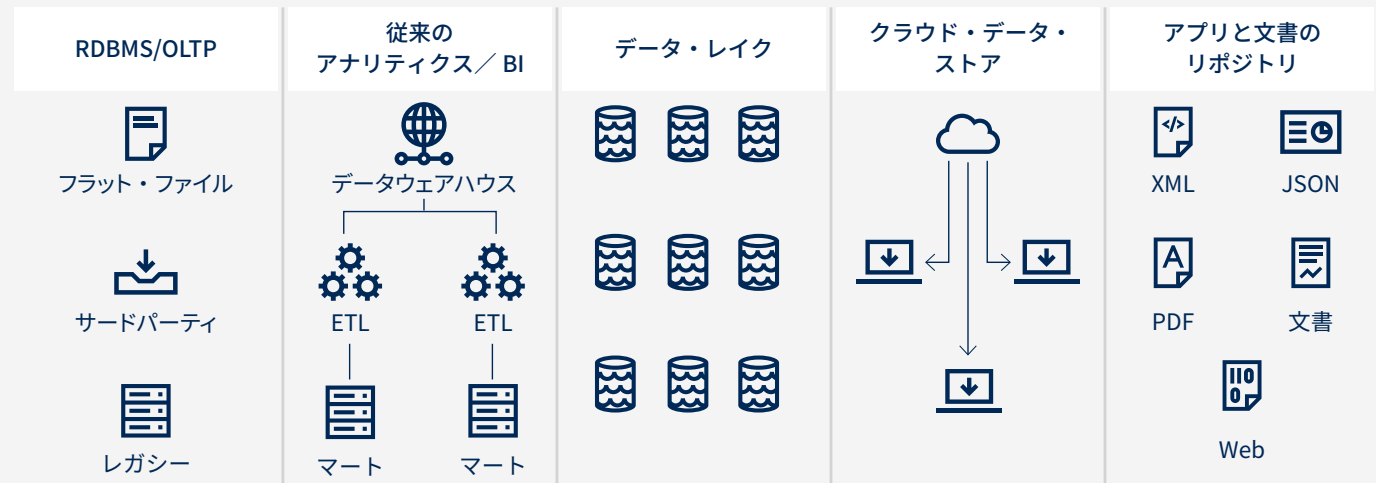 RDBMS/OLTP
従来の
アナリティクス／ BI
データ・レイク
クラウド・データ・
ストア
アプリと文書の
リポジトリ
フラット・ファイル
サードパーティ
レガシー
データウェアハウス
ETL
ETL
マート
マート
</>
XML
JSON
A
PDF
文書
Web